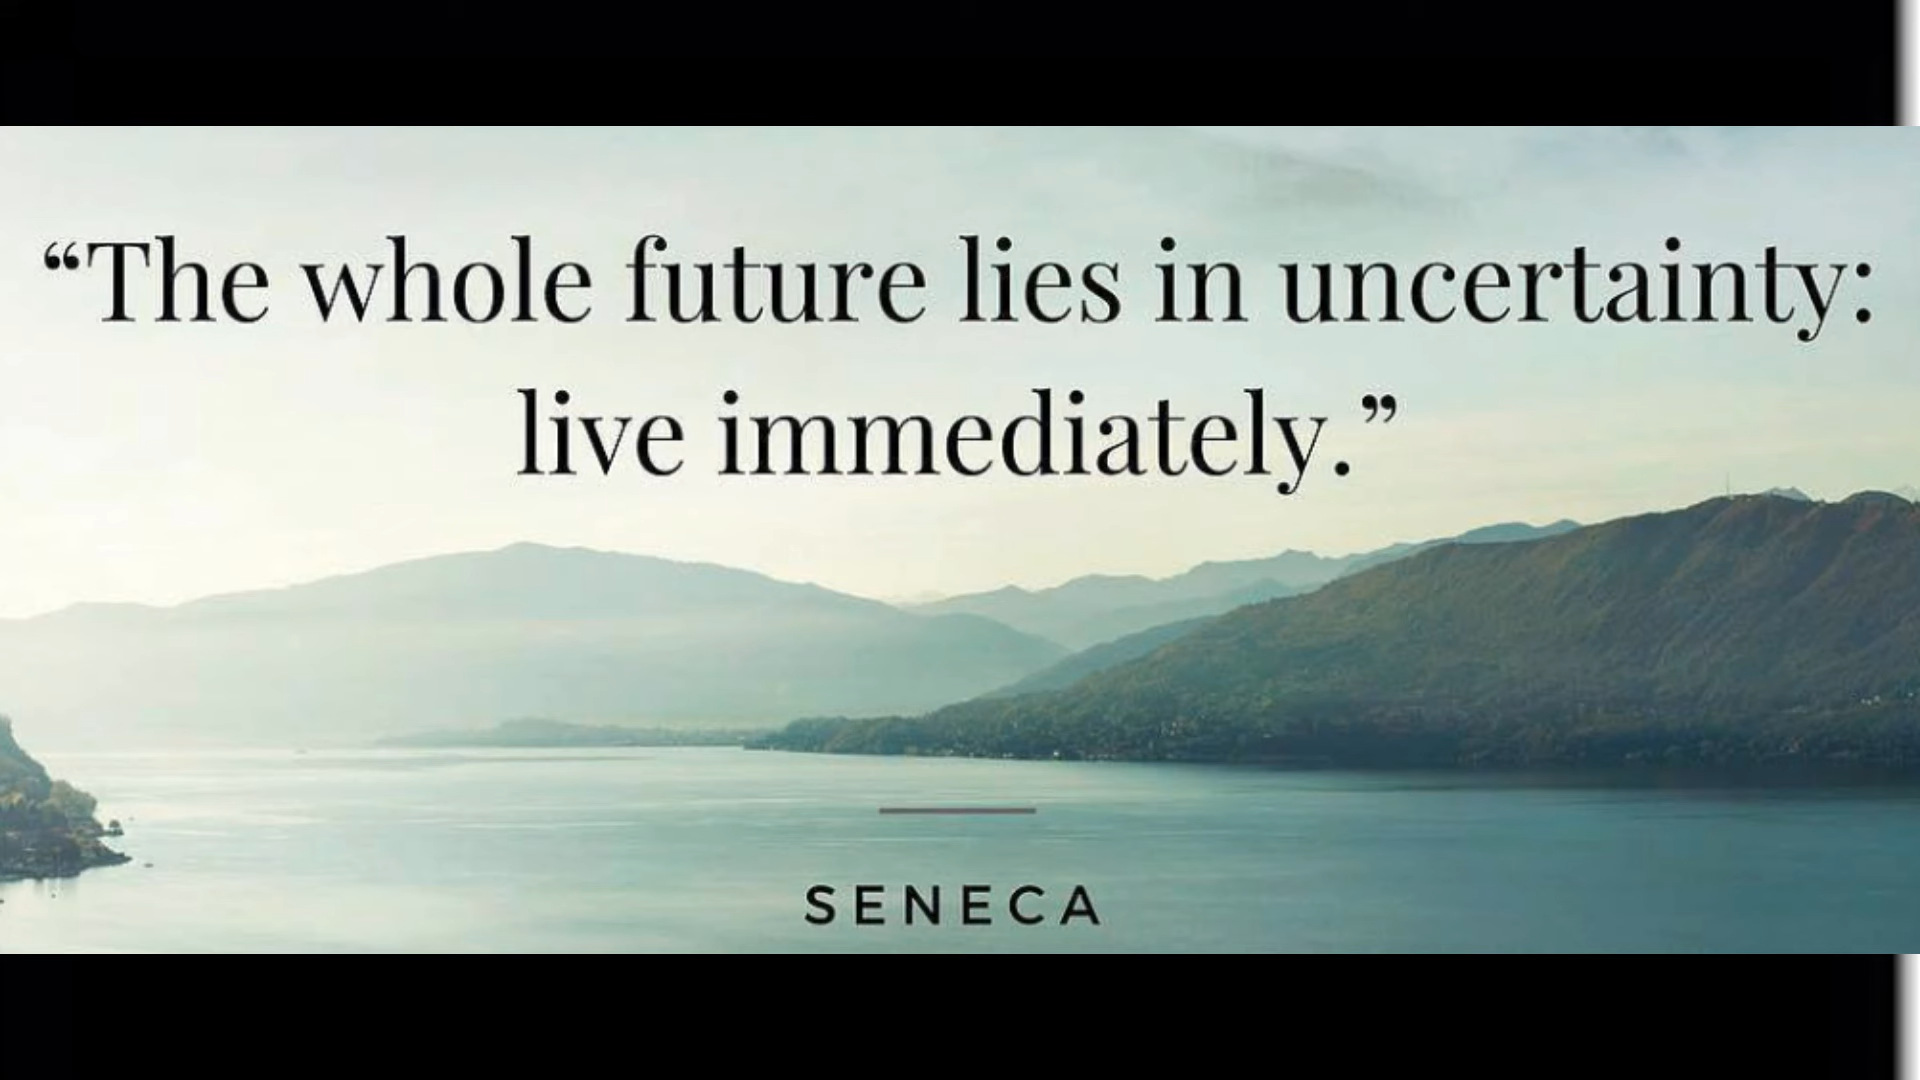 “The whole future lies in uncertainty:
live immediately.”
SENECA